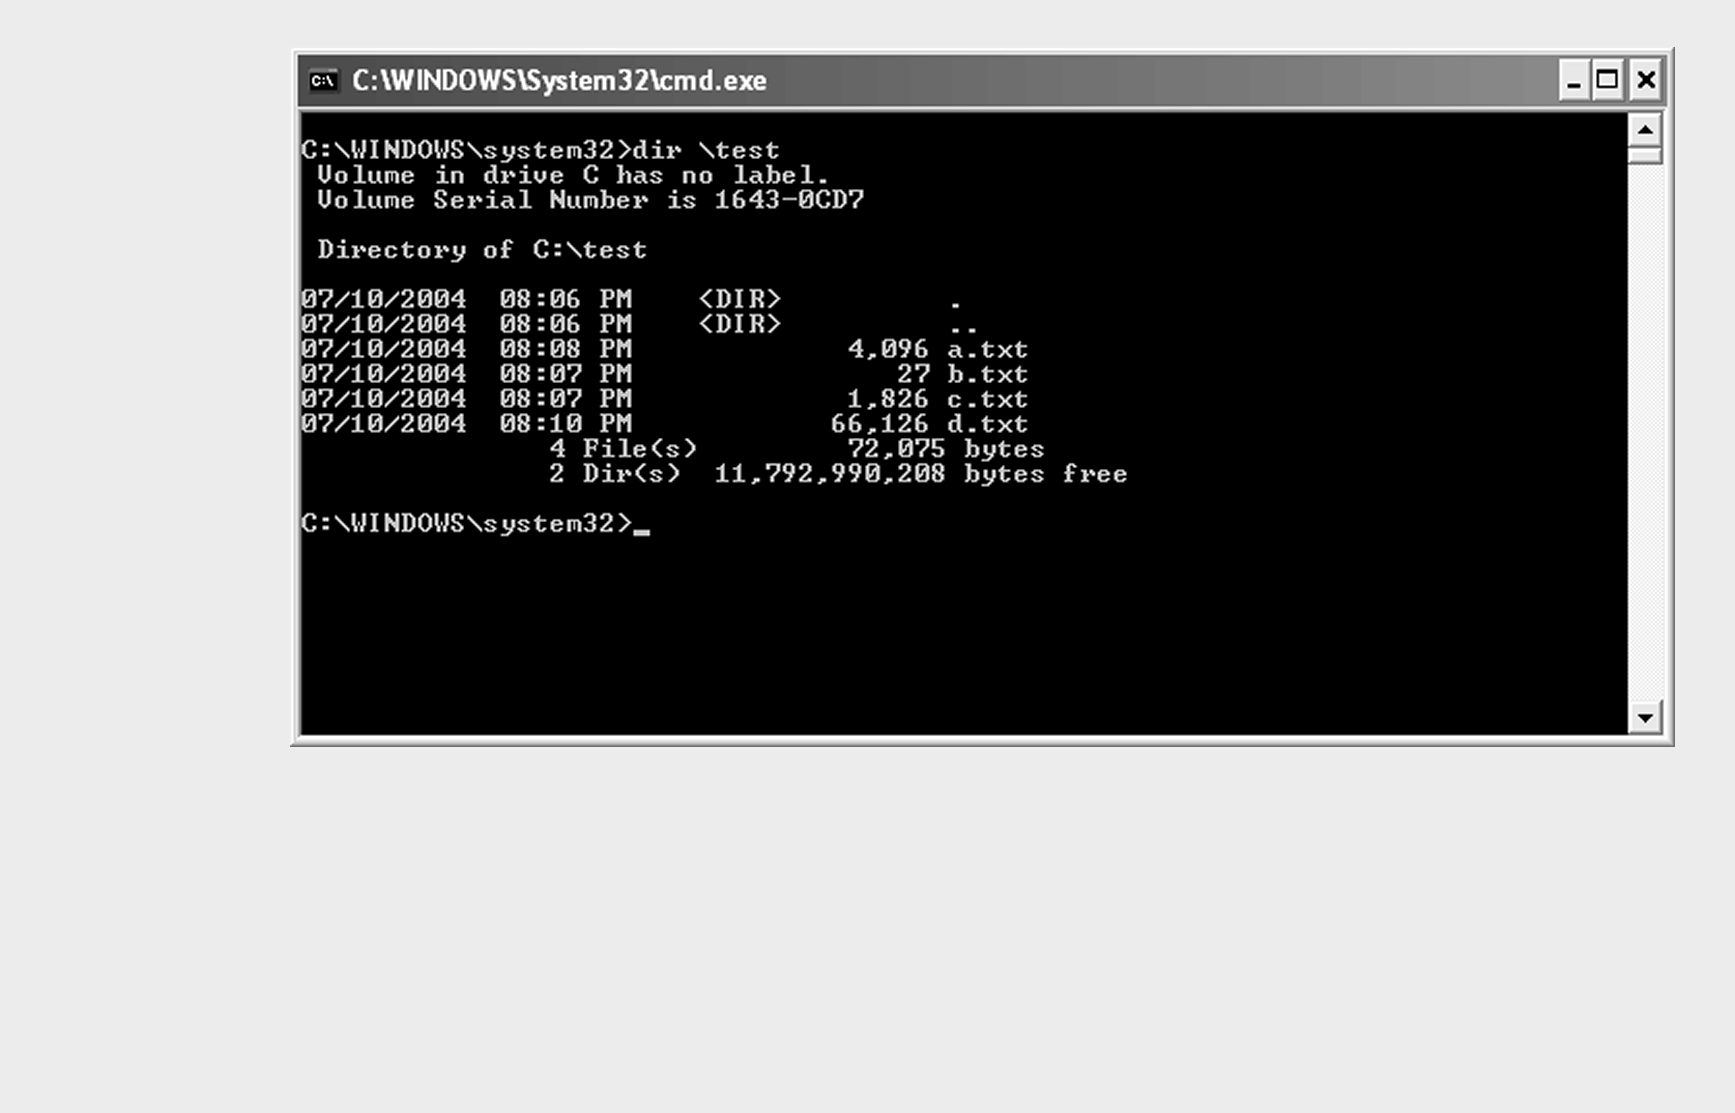 C:\WINDOWS\System32\cmd.exe
C:\WINDOWS\system32>dir \test
 Volume in drive C has no label.
 Volume Serial Number is 1643-0CD7
 Directory of C:\test
07/10/2004  08:06 PM    <DIR>          .
07/10/2004  08:06 PM    <DIR>          ..
07/10/2004  08:08 PM             4,096 a.txt
07/10/2004  08:07 PM                27 b.txt
07/10/2004  08:07 PM             1,826 c.txt
07/10/2004  08:10 PM            66,126 d.txt
               4 File(s)         72,075 bytes
               2 Dir(s)  11,792,990,208 bytes free
C:\WINDOWS\system32>_